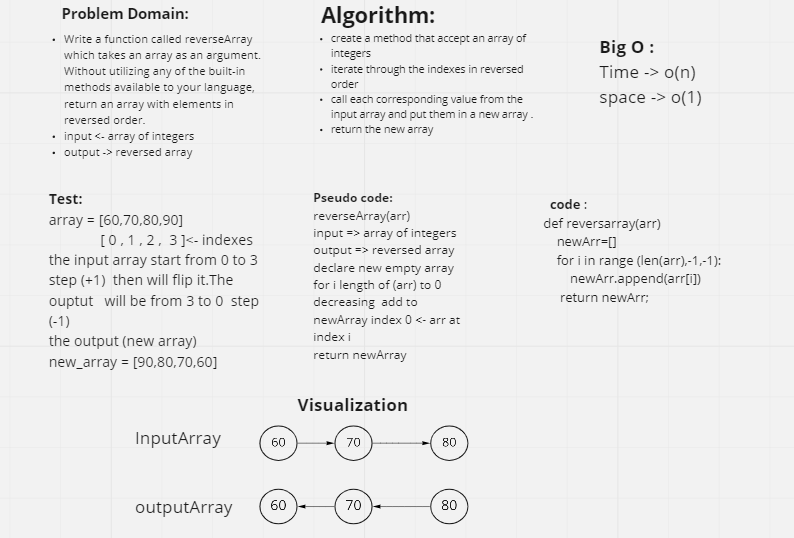 Problem Domain:
• Write a function called reverseArray
which takes an array as an argument.
Without utilizing any of the built-in
methods available to your language,
return an array with elements in
reversed order.
• input <- array of integers
• output -> reversed array
Algorithm:
• create a method that accept an array of
integers
• iterate through the indexes in reversed
order
• call each corresponding value from the
input array and put them in a new array .
• return the new array
Big O :
Time -> o(n)
space -> o(1)
Test:
array = [60,70,80,90]
[ 0 , 1 , 2 , 3 ]<- indexes
the input array start from 0 to 3
step (+1) then will flip it.The
ouptut will be from 3 to 0 step
(-1)
the output (new array)
new_array = [90,80,70,60]
Pseudo code:
reverseArray(arr)
input => array of integers
output => reversed array
declare new empty array
for i length of (arr) to 0
decreasing add to
newArray index 0 <- arr at
index i
return newArray
code :
def reversarray(arr)
newArr=[]
for i in range (len(arr),-1,-1):
newArr.append(arr[i])
return newArr;
Visualization
InputArray 60 70 80
outputArray 60 70 80